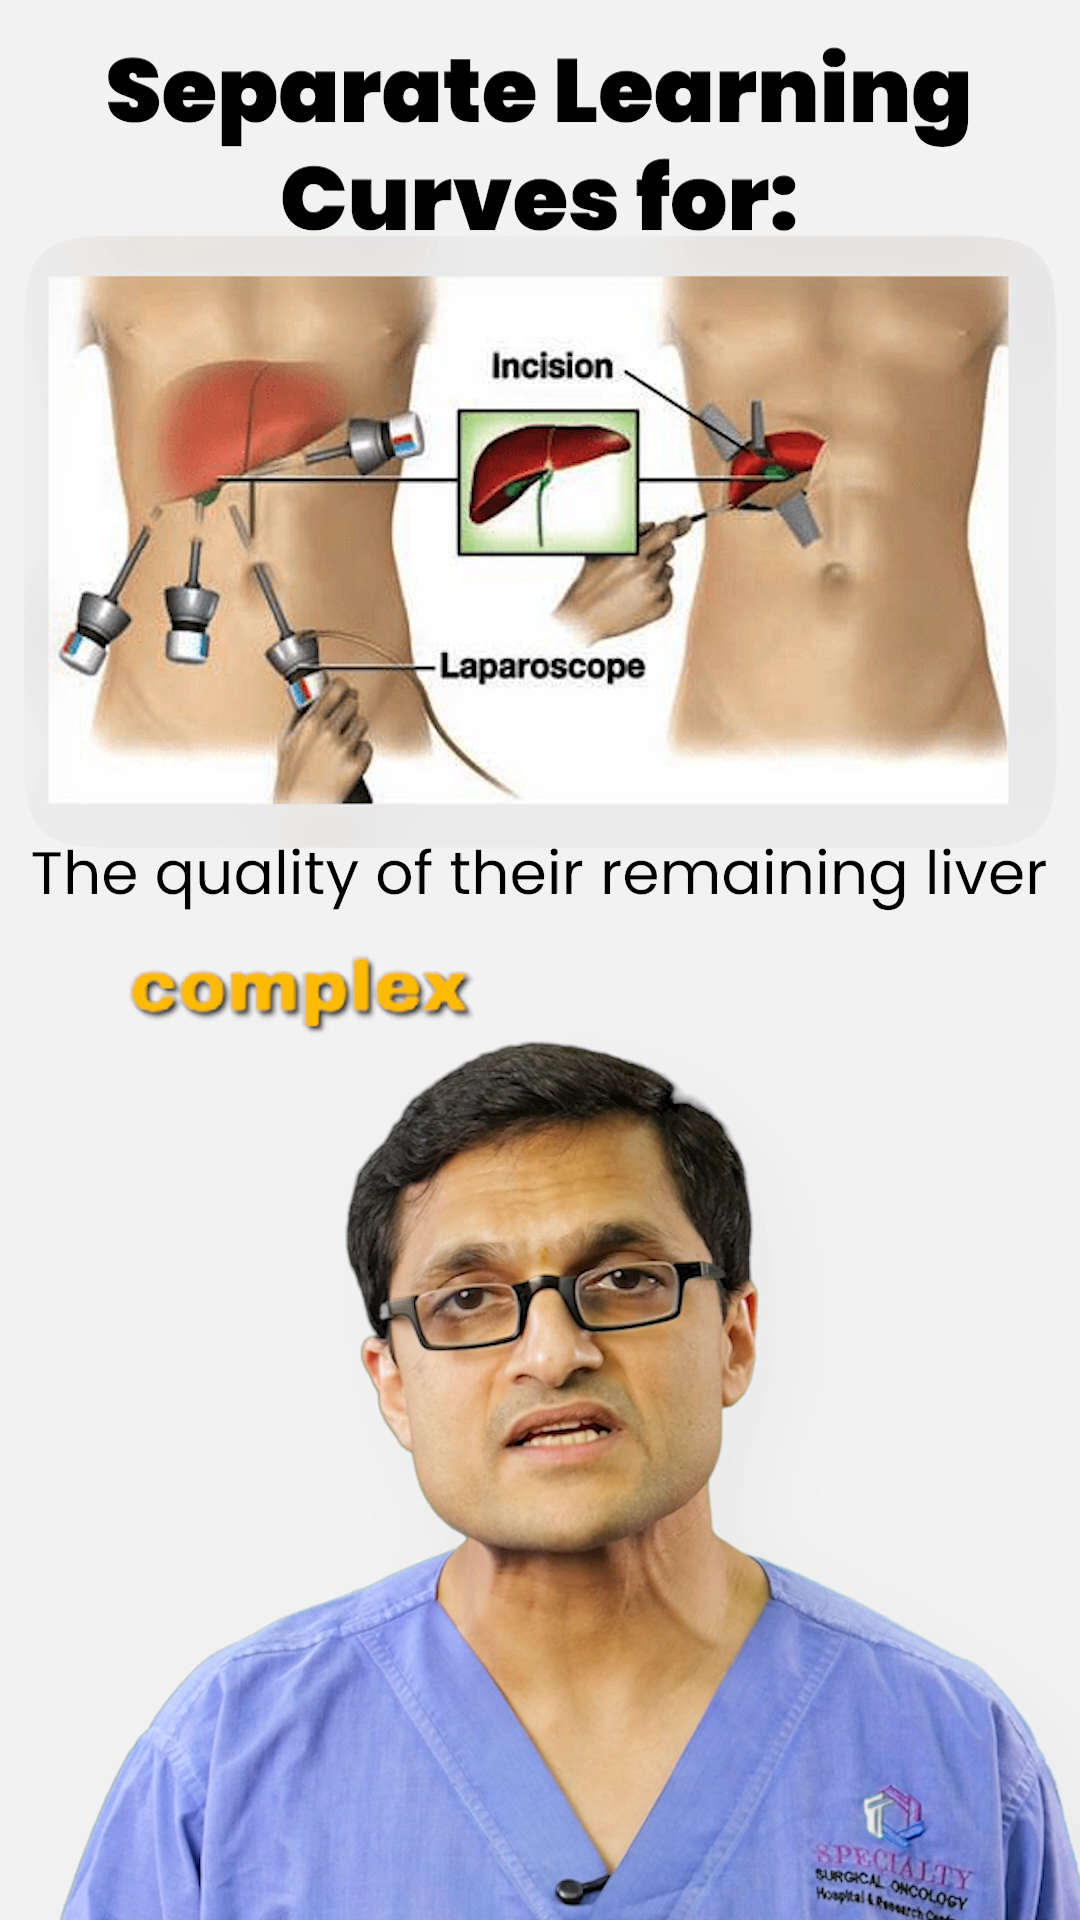 Separate Learning
Curves for:
Incision
Laparoscope
The quality of their remaining liver
complex
SPECIALTY
SURGICAL ONCOLOGY
Hospital & Research